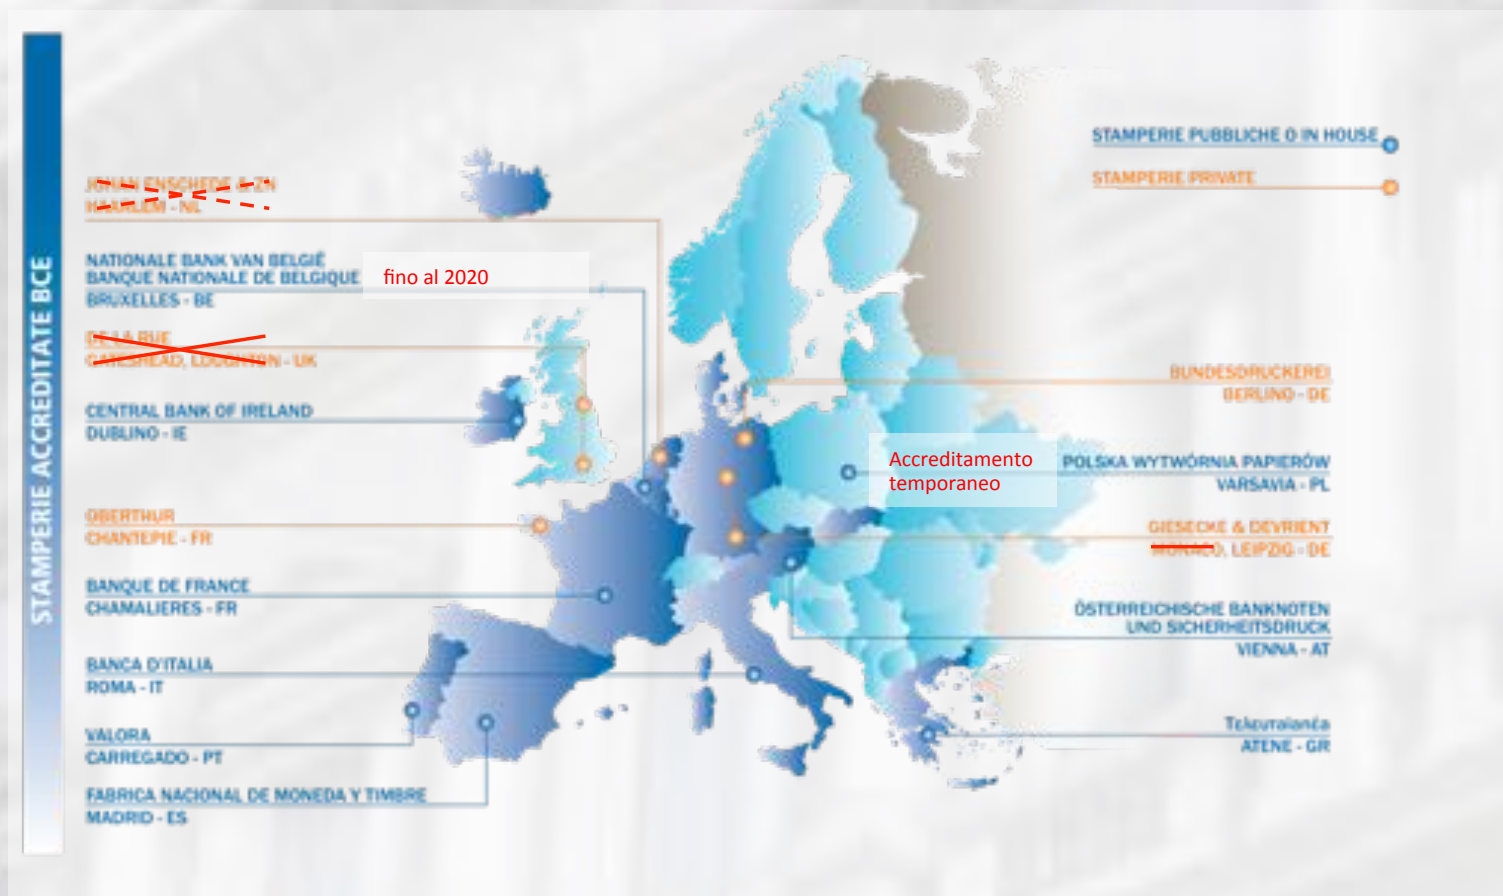 STAMPERIE ACCREDITATE BCE
JOHAN ENSCHEDE & ZN
HAARLEM - NL
NATIONALE BANK VAN BELGIË
BANQUE NATIONALE DE BELGIQUE
BRUXELLES - BE
fino al 2020
DE LA RUE
GATESHEAD, LOUGHTON - UK
CENTRAL BANK OF IRELAND
DUBLINO - IE
OBERTHUR
CHANTEPIE - FR
BANQUE DE FRANCE
CHAMALIERES - FR
BANCA D'ITALIA
ROMA - IT
VALORA
CARREGADO - PT
FABRICA NACIONAL DE MONEDA Y TIMBRE
MADRID - ES
STAMPERIE PUBBLICHE O IN HOUSE
STAMPERIE PRIVATE
BUNDESDRUCKEREI
BERLINO - DE
Accreditamento
temporaneo
POLSKA WYTWÓRNIA PAPIERÓW
VARSAVIA - PL
GIESECKE & DEVRIENT
MONACO, LEIPZIG - DE
ÖSTERREICHISCHE BANKNOTEN
UND SICHERHEITSDRUCK
VIENNA - AT
ATENE - GR